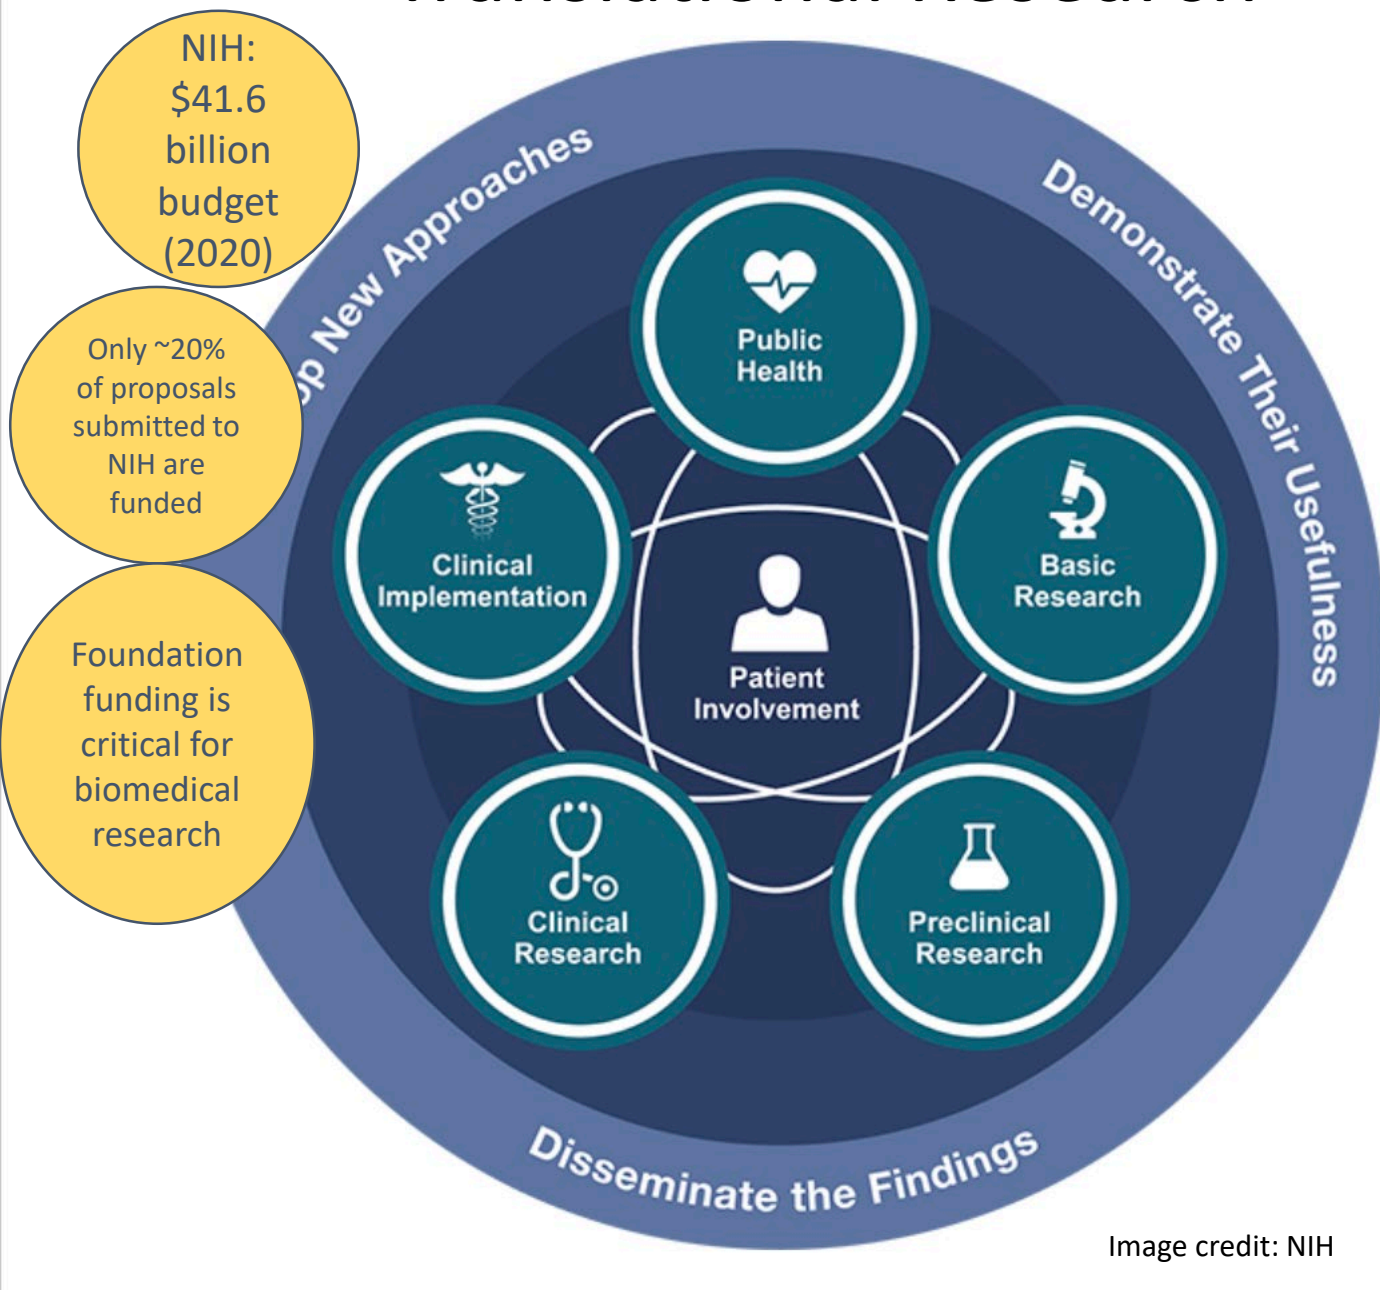 Translational Research
NIH:
$41.6
billion
budget
(2020)
Only ~20%
of proposals
submitted to
NIH are
funded
Foundation
funding is
critical for
biomedical
research
New Approaches
Demonstrate Their Usefulness
Disseminate the Findings
Public
Health
Clinical
Implementation
Basic
Research
Patient
Involvement
Clinical
Research
Preclinical
Research
Image credit: NIH